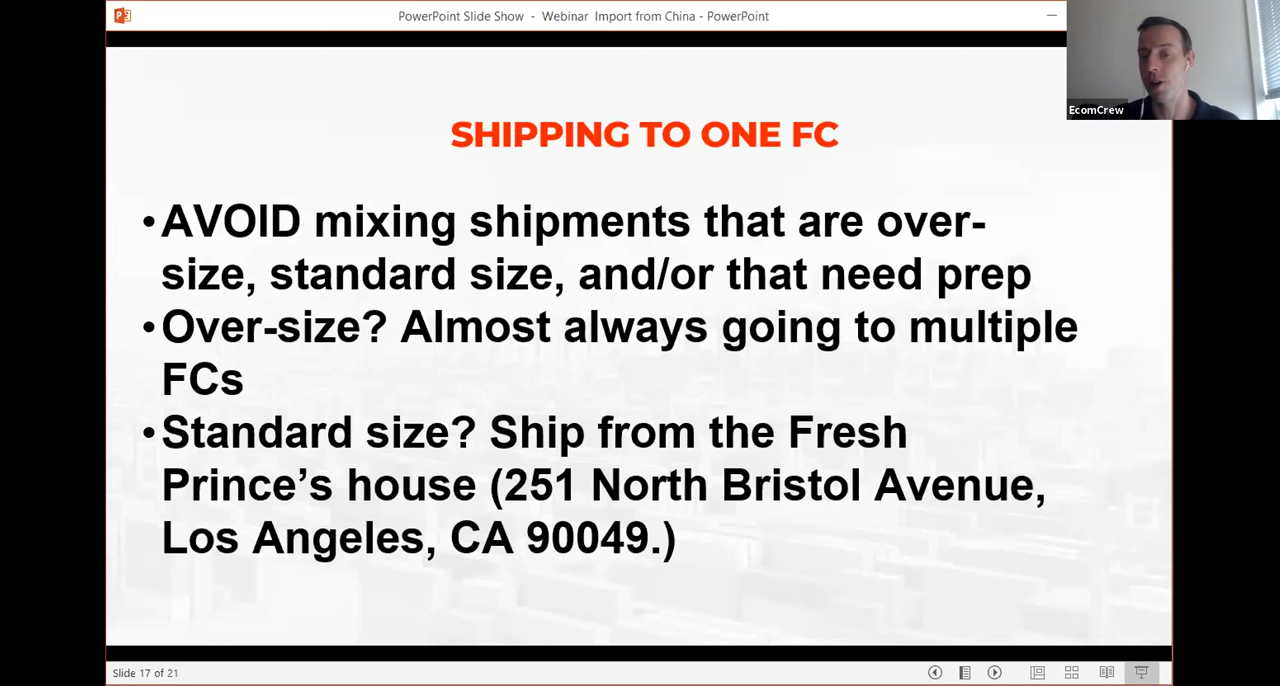 PowerPoint Slide Show - Webinar Import from China - PowerPoint
EcomCrew
SHIPPING TO ONE FC
•AVOID mixing shipments that are over-
size, standard size, and/or that need prep
•Over-size? Almost always going to multiple
FCs
•Standard size? Ship from the Fresh
Prince’s house (251 North Bristol Avenue,
Los Angeles, CA 90049.)
Slide 17 of 21